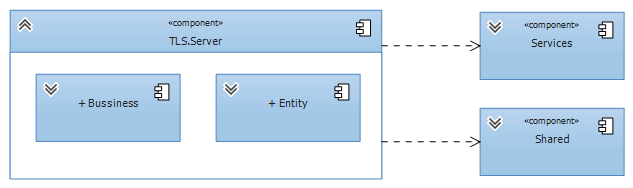 «component»
TLS.Server
+ Bussiness
+ Entity
«component»
Services
«component»
Shared